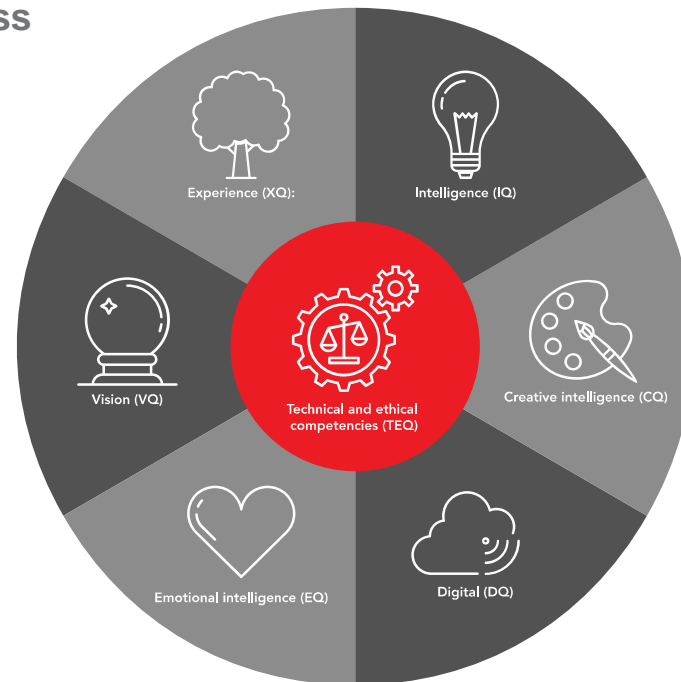 ss
Experience (XQ):
Intelligence (IQ)
Vision (VQ)
Technical and ethical
competencies (TEQ)
Creative intelligence (CQ)
Emotional intelligence (EQ)
Digital (DQ)